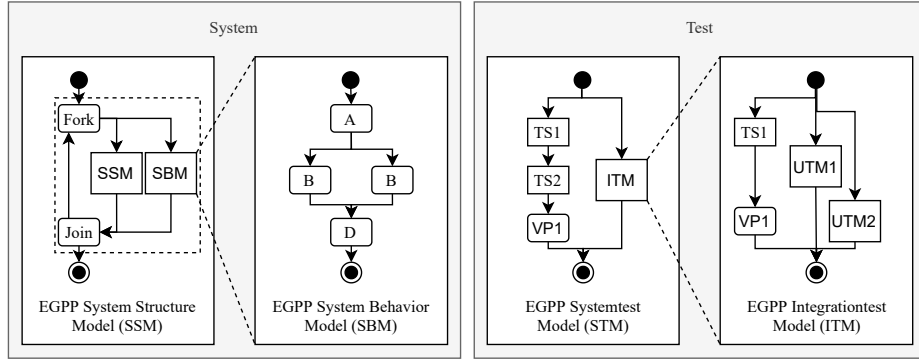 System
Fork
SSM
SBM
Join
EGPP System Structure
Model (SSM)
A
B
B
D
EGPP System Behavior
Model (SBM)
Test
TS1
TS2
VP1
ITM
EGPP Systemtest
Model (STM)
TS1
UTM1
VP1
UTM2
EGPP Integrationtest
Model (ITM)